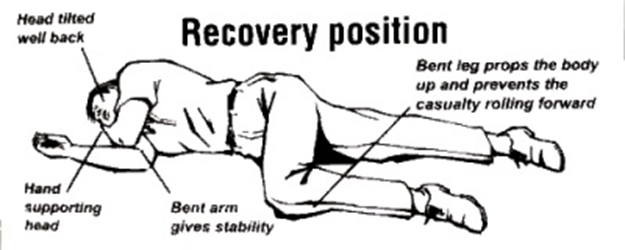 Recovery position
Head tilted
well back
Bent leg props the body
up and prevents the
casualty rolling forward
Hand
supporting
head
Bent arm
gives stability